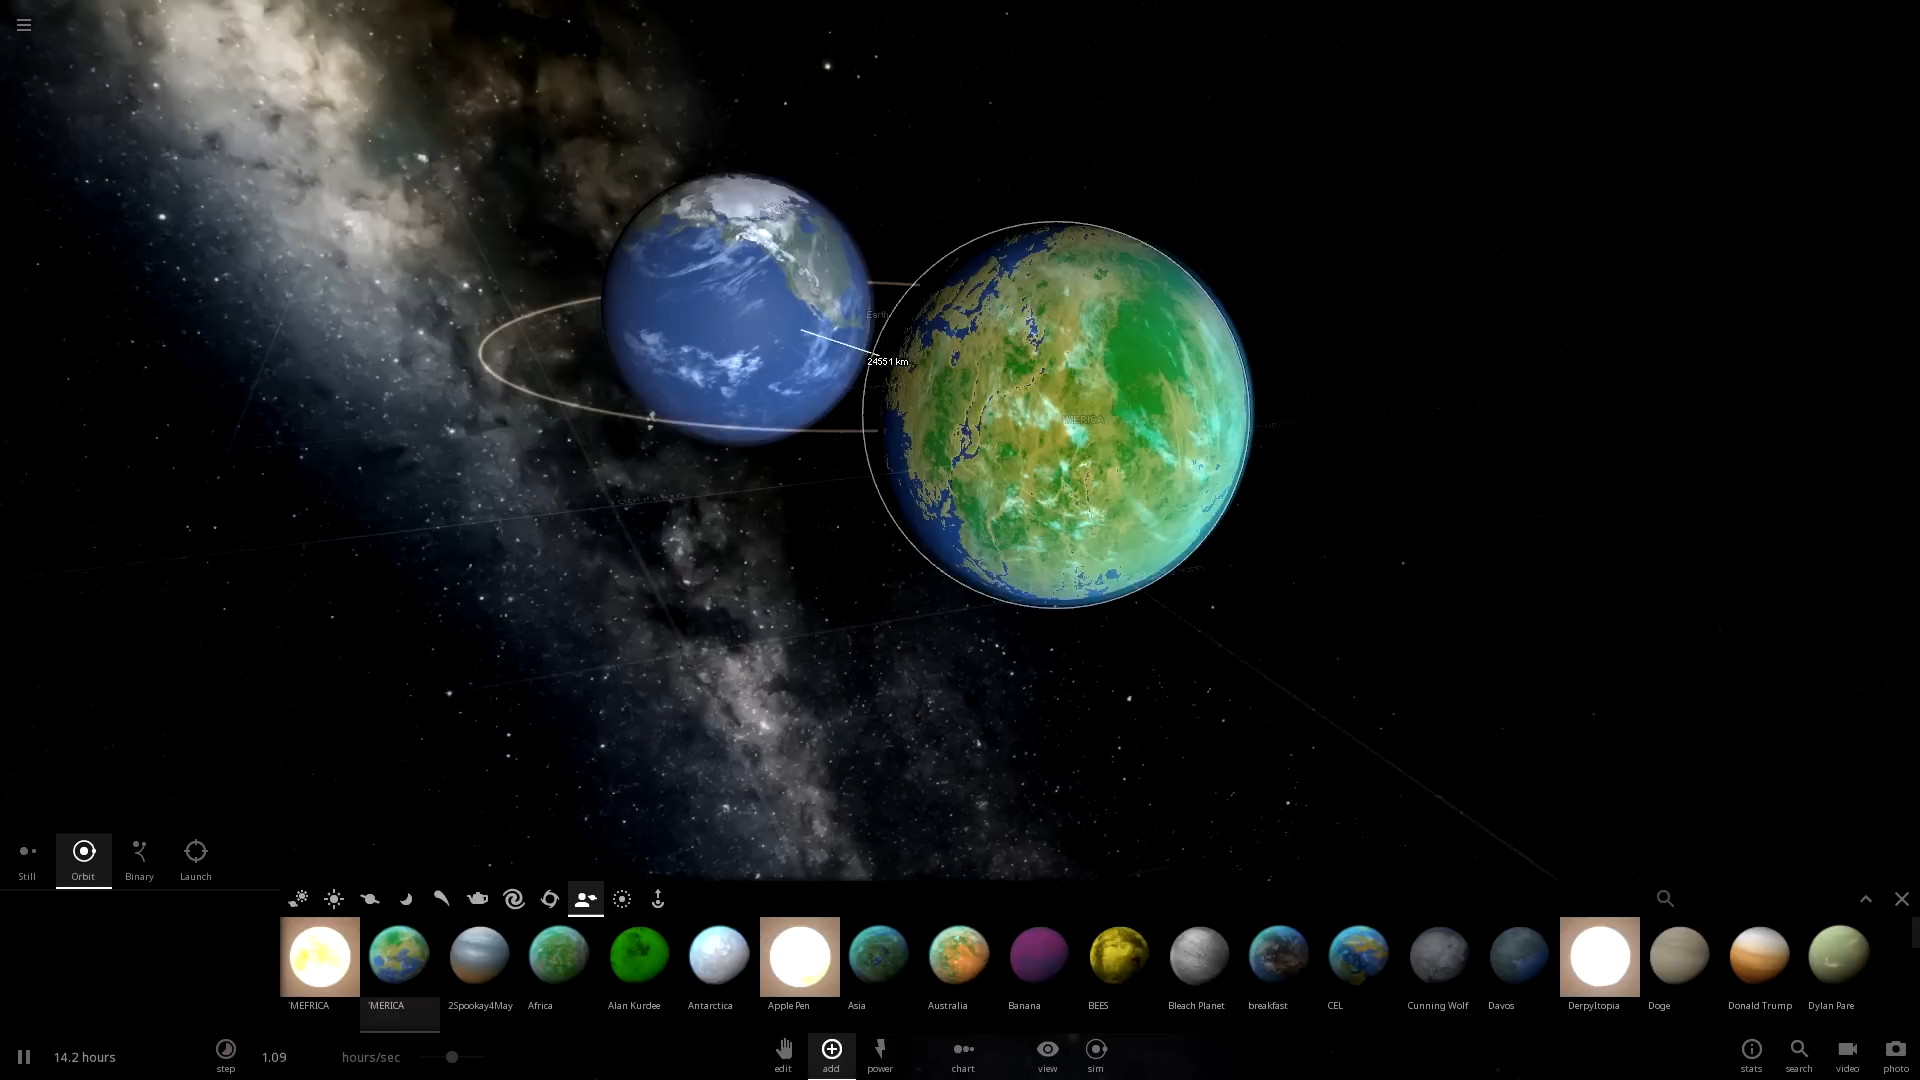 Earth
24551 km
'MERICA
Still
Orbit
Binary
Launch
'MEFRICA
'MERICA
2Spookay4May
Africa
Alan Kurdee
Antarctica
Apple Pen
Asia
Australia
Banana
BEES
Bleach Planet
breakfast
CEL
Cunning Wolf
Davos
DerpyItopia
Doge
Donald Trump
Dylan Pare
14.2 hours
step
1.09
hours/sec
edit
add
power
chart
view
sim
stats
search
video
photo